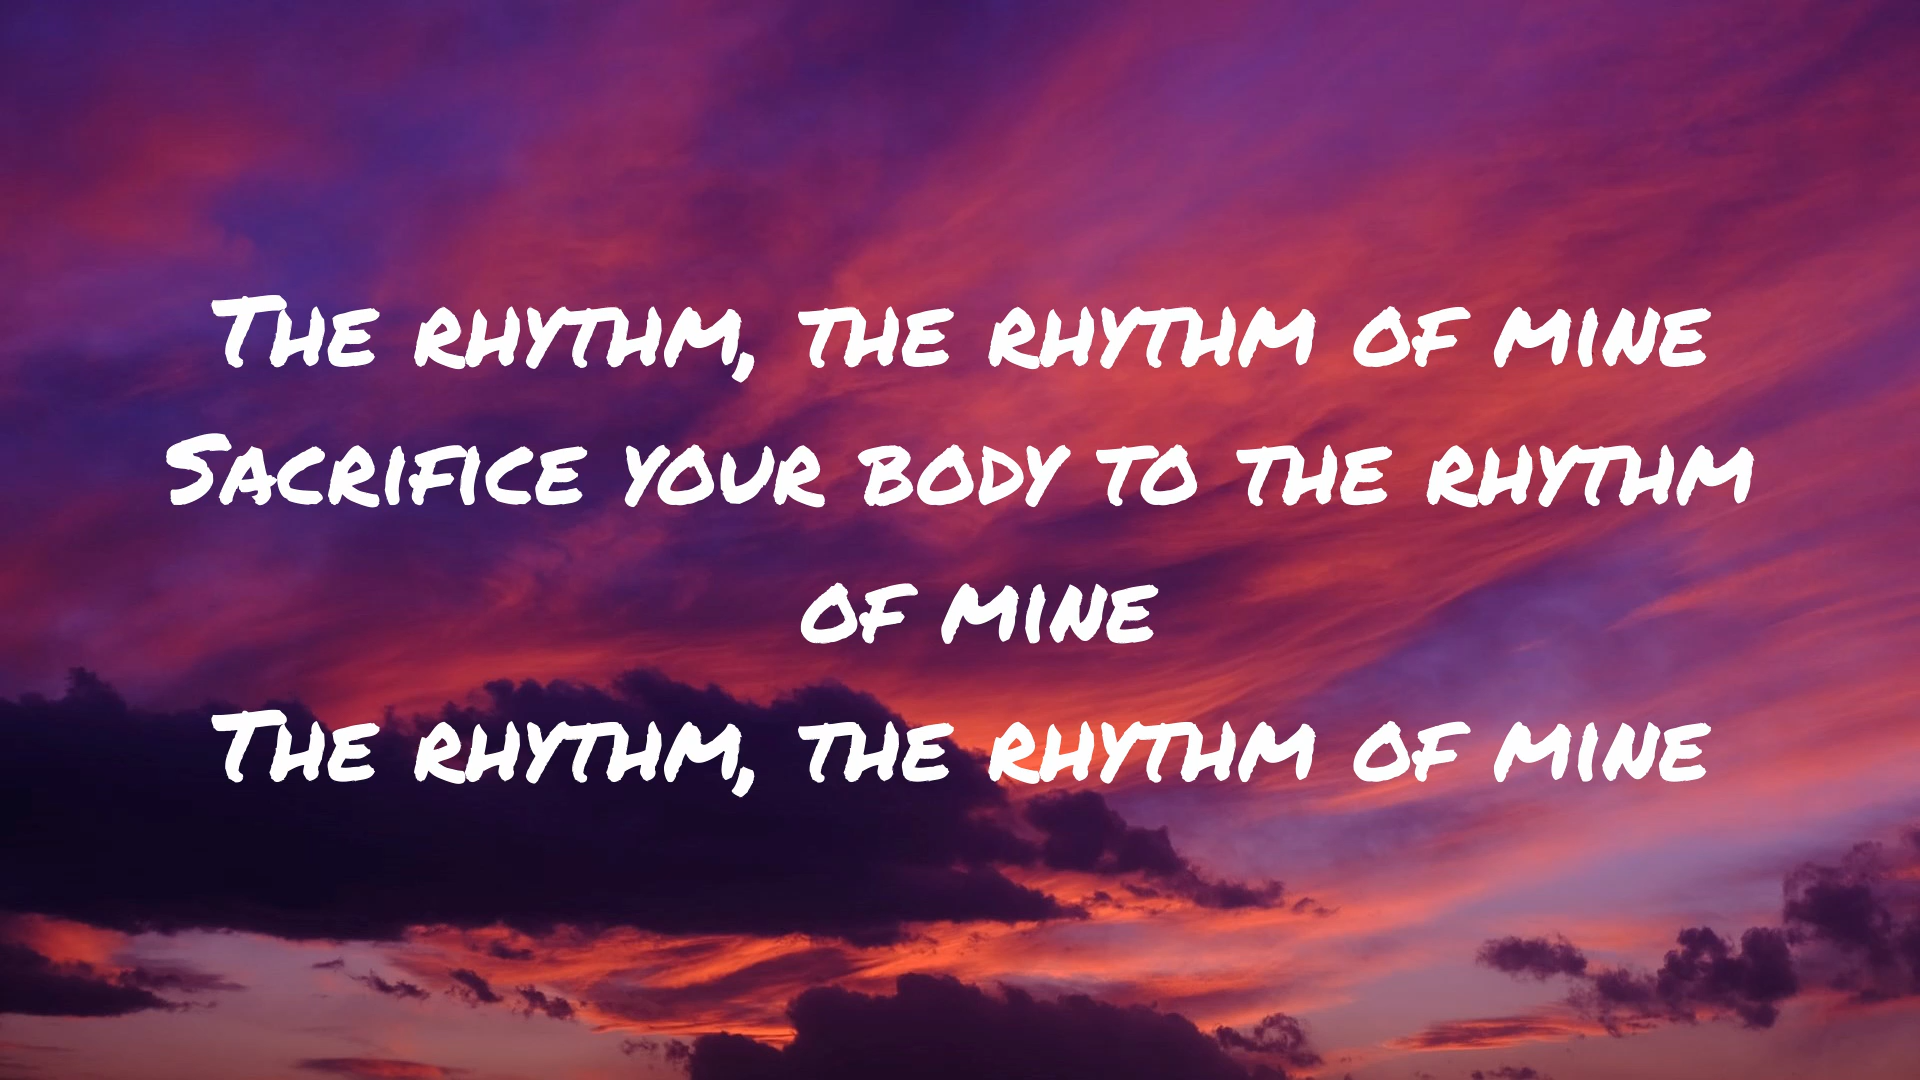 The rhythm, the rhythm of mine
Sacrifice your body to the rhythm
of mine
The rhythm, the rhythm of mine